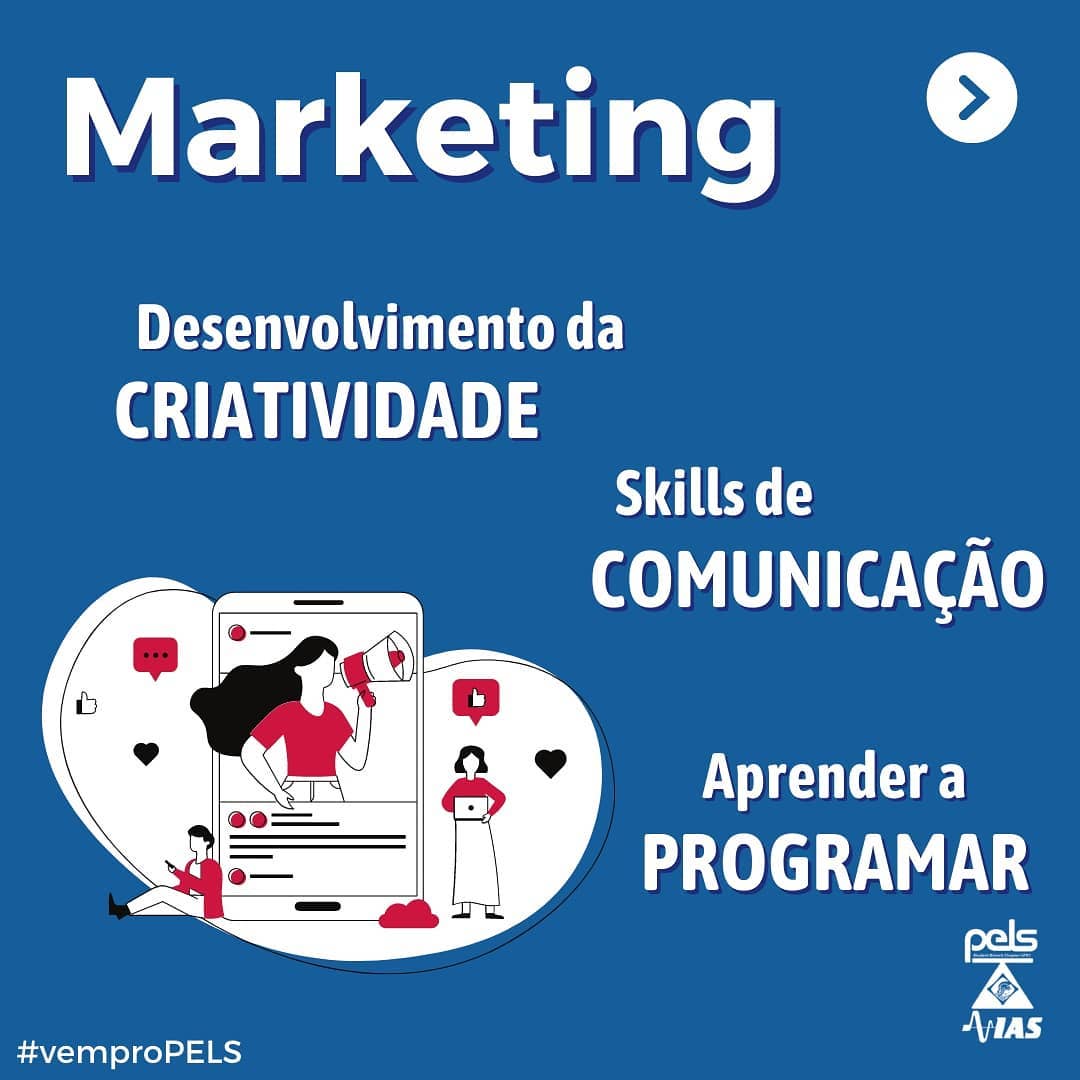 Marketing
Desenvolvimento da
CRIATIVIDADE
Skills de
COMUNICAÇÃO
Aprender a
PROGRAMAR
pels
IAS
#vemproPELS